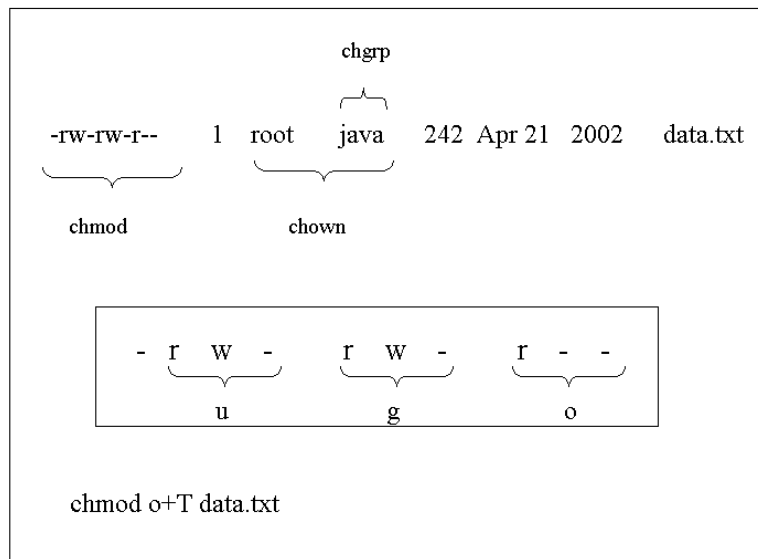 chgrp
-rw-rw-r-- 1 root java 242 Apr 21 2002 data.txt
chmod chown
- r w - r w - r - -
u g o
chmod o+T data.txt